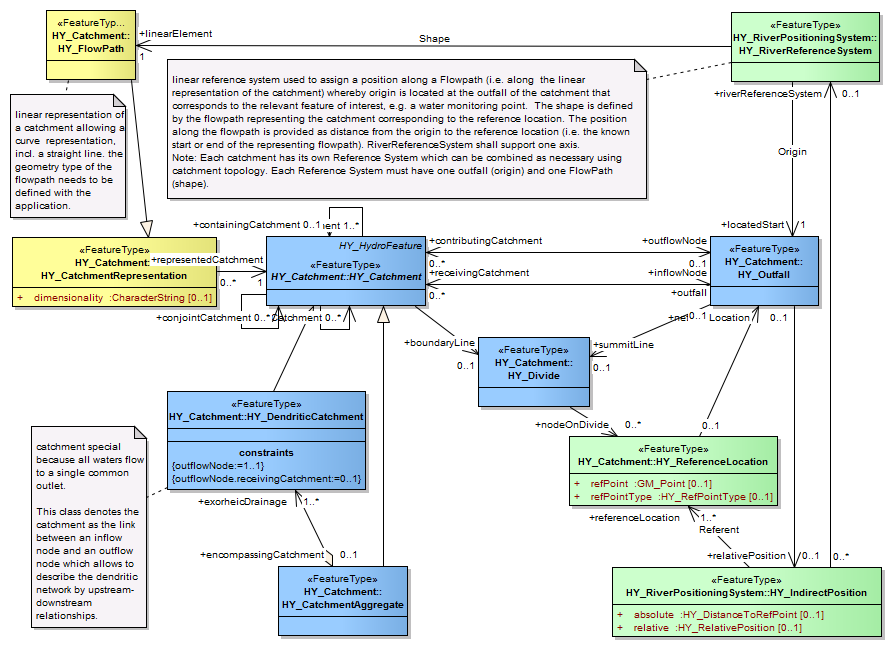 «FeatureTyp...
HY_Catchment::
HY_FlowPath
+linearElement
1
Shape
«FeatureType»
HY_RiverPositioningSystem::
HY_RiverReferenceSystem
+riverReferenceSystem
0..1
Origin
linear reference system used to assign a position along a Flowpath (i.e. along the linear
representation of the catchment) whereby origin is located at the outfall of the catchment that
corresponds to the relevant feature of interest, e.g. a water monitoring point. The shape is defined
by the flowpath representing the catchment corresponding to the reference location. The position
along the flowpath is provided as distance from the origin to the reference location (i.e. the known
start or end of the representing flowpath). RiverReferenceSystem shall support one axis.
Note: Each catchment has its own Reference System which can be combined as necessary using
catchment topology. Each Reference System must have one outfall (origin) and one FlowPath
(shape).
linear representation of
a catchment allowing a
curve representation,
incl. a straight line. the
geometry type of the
flowpath needs to be
defined with the
application.
+containingCatchment 0..1
1..*
+locatedStart
1
«FeatureType»
HY_Catchment::
HY_CatchmentRepresentation
+ dimensionality :CharacterString [0..1]
+representedCatchment
0..*
1
HY_HydroFeature
«FeatureType»
HY_Catchment::HY_Catchment
+contributingCatchment
0..*
+outflowNode
0..1
+receivingCatchment
0..*
+inflowNode
0..1
«FeatureType»
HY_Catchment::
HY_Outfall
+outfall
0..1
Location
0..1
+conjointCatchment 0..*
Catchment 0..*
+boundaryLine
0..1
+summitLine
0..1
«FeatureType»
HY_Catchment::
HY_Divide
+nodeOnDivide
0..*
0..1
«FeatureType»
HY_Catchment::HY_DendriticCatchment
constraints
{outflowNode:=1..1}
{outflowNode.receivingCatchment:=0..1}
«FeatureType»
HY_Catchment::HY_ReferenceLocation
+ refPoint :GM_Point [0..1]
+ refPointType :HY_RefPointType [0..1]
catchment special
because all waters flow
to a single common
outlet.
This class denotes the
catchment as the link
between an inflow
node and an outflow
node which allows to
describe the dendritic
network by upstream-
downstream
relationships.
+exorheicDrainage
1..*
+encompassingCatchment
0..1
+referenceLocation
1..*
Referent
+relativePosition
0..1
0..*
«FeatureType»
HY_Catchment::
HY_CatchmentAggregate
«FeatureType»
HY_RiverPositioningSystem::HY_IndirectPosition
+ absolute :HY_DistanceToRefPoint [0..1]
+ relative :HY_RelativePosition [0..1]